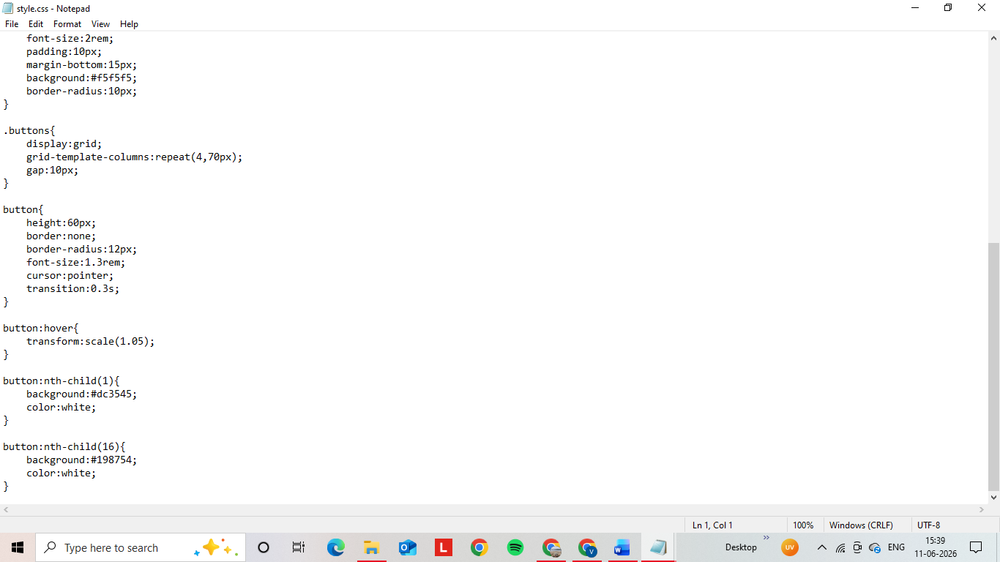 style.css - Notepad
File Edit Format View Help
font-size:2rem;
padding:10px;
margin-bottom:15px;
background:#f5f5f5;
border-radius:10px;
}
.buttons{
display:grid;
grid-template-columns:repeat(4,70px);
gap:10px;
}
button{
height:60px;
border:none;
border-radius:12px;
font-size:1.3rem;
cursor:pointer;
transition:0.3s;
}
button:hover{
transform:scale(1.05);
}
button:nth-child(1){
background:#dc3545;
color:white;
}
button:nth-child(16){
background:#198754;
color:white;
}
Ln 1, Col 1 100% Windows (CRLF) UTF-8
Type here to search L V W Desktop UV ENG 15:39
11-06-2026